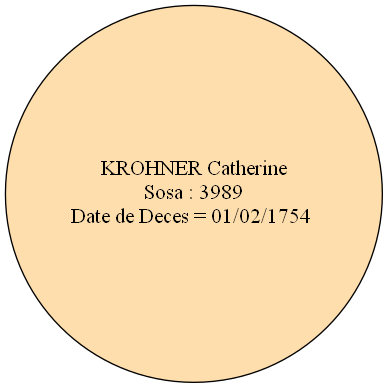 KROHNER Catherine
Sosa : 3989
Date de Deces = 01/02/1754